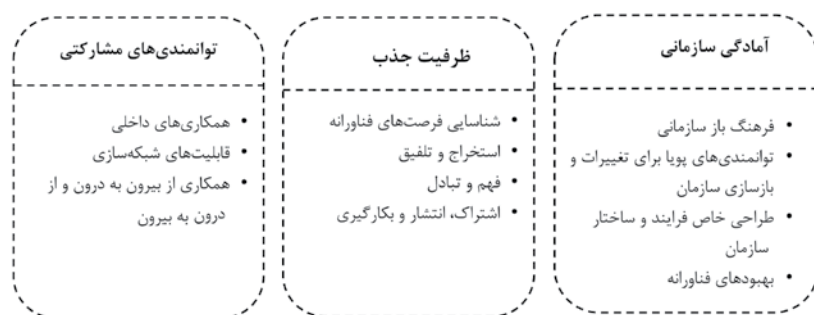 آمادگی سازمانی
• فرهنگ باز سازمانی
• توانمندی‌های پویا برای تغییرات و
بازسازی سازمان
• طراحی خاص فرایند و ساختار
سازمان
• بهبودهای فناورانه
ظرفیت جذب
• شناسایی فرصت‌های فناورانه
• استخراج و تلفیق
• فهم و تبادل
• اشتراک، انتشار و بکارگیری
توانمندی‌های مشارکتی
• همکاری‌های داخلی
• قابلیت‌های شبکه‌سازی
• همکاری از بیرون به درون و از
درون به بیرون